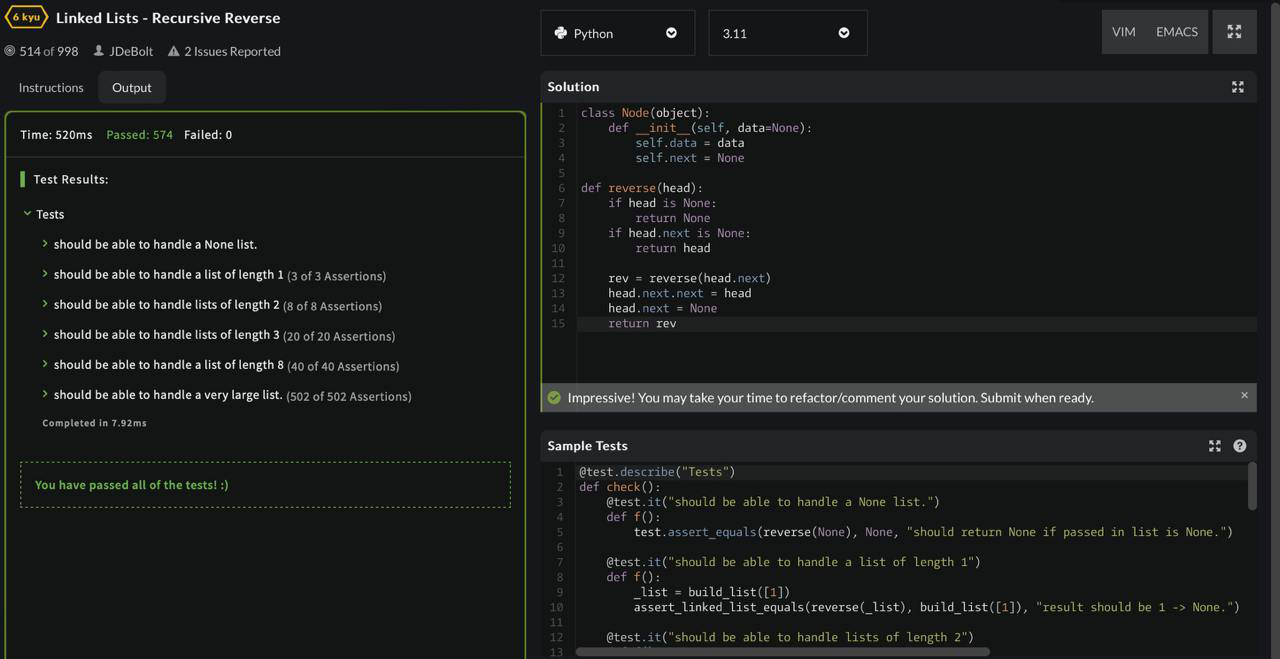 6 kyu Linked Lists - Recursive Reverse
514 of 998 JDeBolt 2 Issues Reported
Instructions Output
Time: 520ms Passed: 574 Failed: 0
Test Results:
Tests
should be able to handle a None list.
should be able to handle a list of length 1 (3 of 3 Assertions)
should be able to handle lists of length 2 (8 of 8 Assertions)
should be able to handle lists of length 3 (20 of 20 Assertions)
should be able to handle a list of length 8 (40 of 40 Assertions)
should be able to handle a very large list. (502 of 502 Assertions)
Completed in 7.92ms
You have passed all of the tests! :)
Python 3.11 VIM EMACS
Solution
1 class Node(object):
2     def __init__(self, data=None):
3         self.data = data
4         self.next = None
5
6 def reverse(head):
7     if head is None:
8         return None
9     if head.next is None:
10         return head
11
12     rev = reverse(head.next)
13     head.next.next = head
14     head.next = None
15     return rev
Impressive! You may take your time to refactor/comment your solution. Submit when ready. ×
Sample Tests ?
1 @test.describe("Tests")
2 def check():
3     @test.it("should be able to handle a None list.")
4     def f():
5         test.assert_equals(reverse(None), None, "should return None if passed in list is None.")
6
7     @test.it("should be able to handle a list of length 1")
8     def f():
9         _list = build_list([1])
10         assert_linked_list_equals(reverse(_list), build_list([1]), "result should be 1 -> None.")
11
12     @test.it("should be able to handle lists of length 2")
13